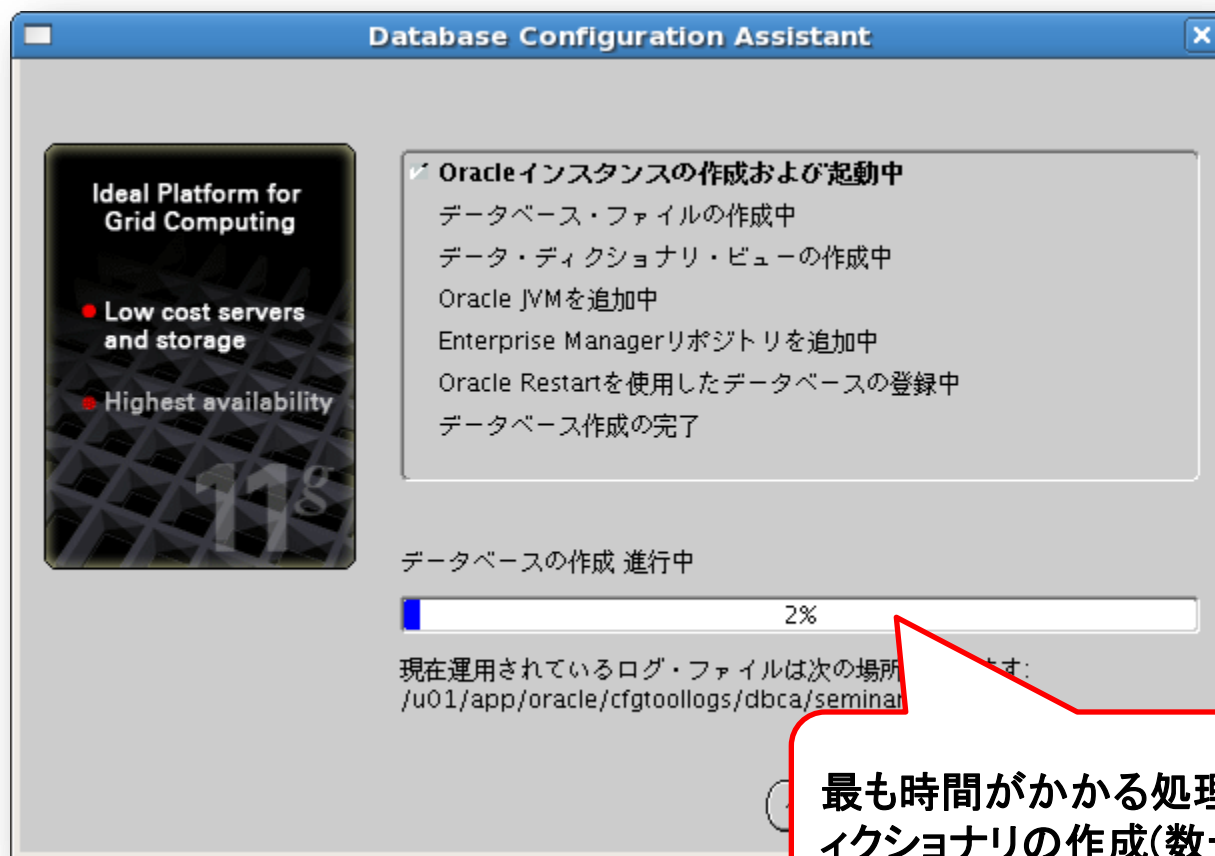 Database Configuration Assistant
Ideal Platform for
Grid Computing
Low cost servers
and storage
Highest availability
11g
Oracleインスタンスの作成および起動中
データベース・ファイルの作成中
データ・ディクショナリ・ビューの作成中
Oracle JVMを追加中
Enterprise Managerリポジトリを追加中
Oracle Restartを使用したデータベースの登録中
データベース作成の完了
データベースの作成 進行中
2%
現在運用されているログ・ファイルは次の場所 ます:
/u01/app/oracle/cfgtoollogs/dbca/seminar
最も時間がかかる処理
ィクショナリの作成(数